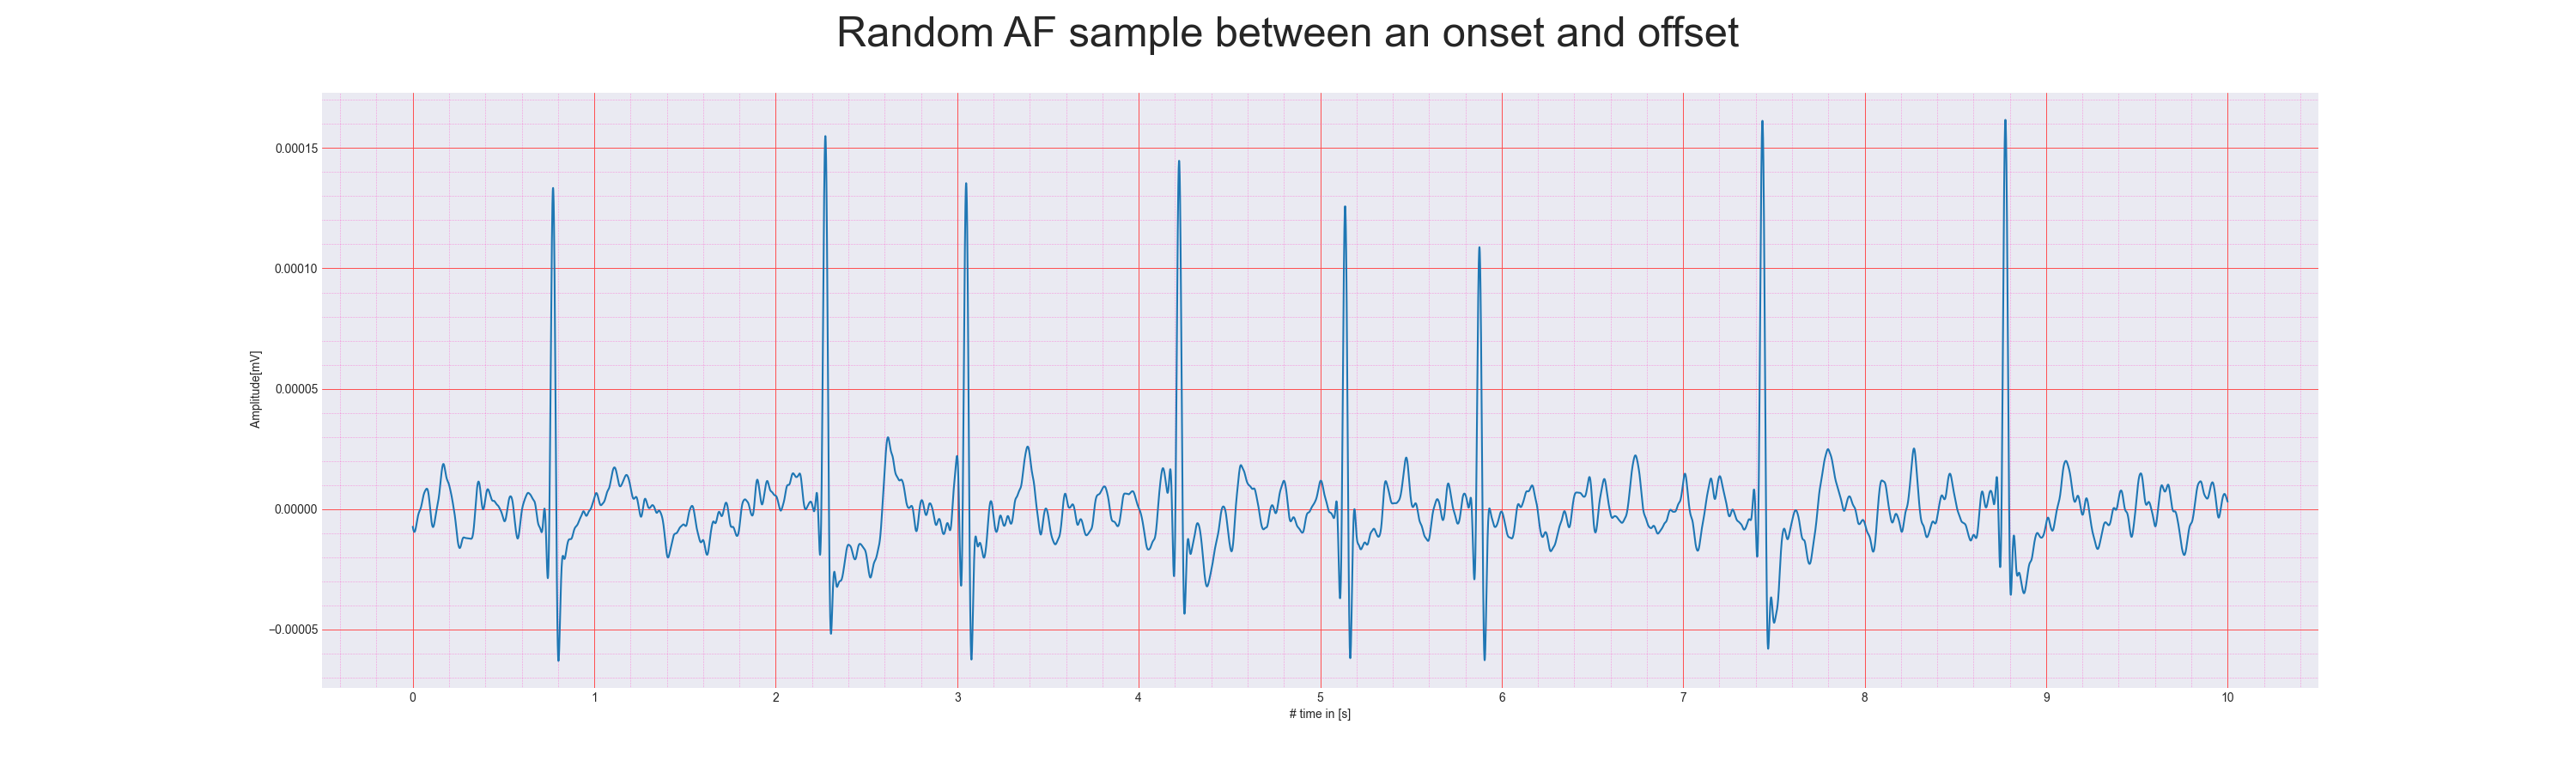 Random AF sample between an onset and offset
0.00015
0.00010
0.00005
0.00000
−0.00005
Amplitude[mV]
0 1 2 3 4 5 6 7 8 9 10
# time in [s]